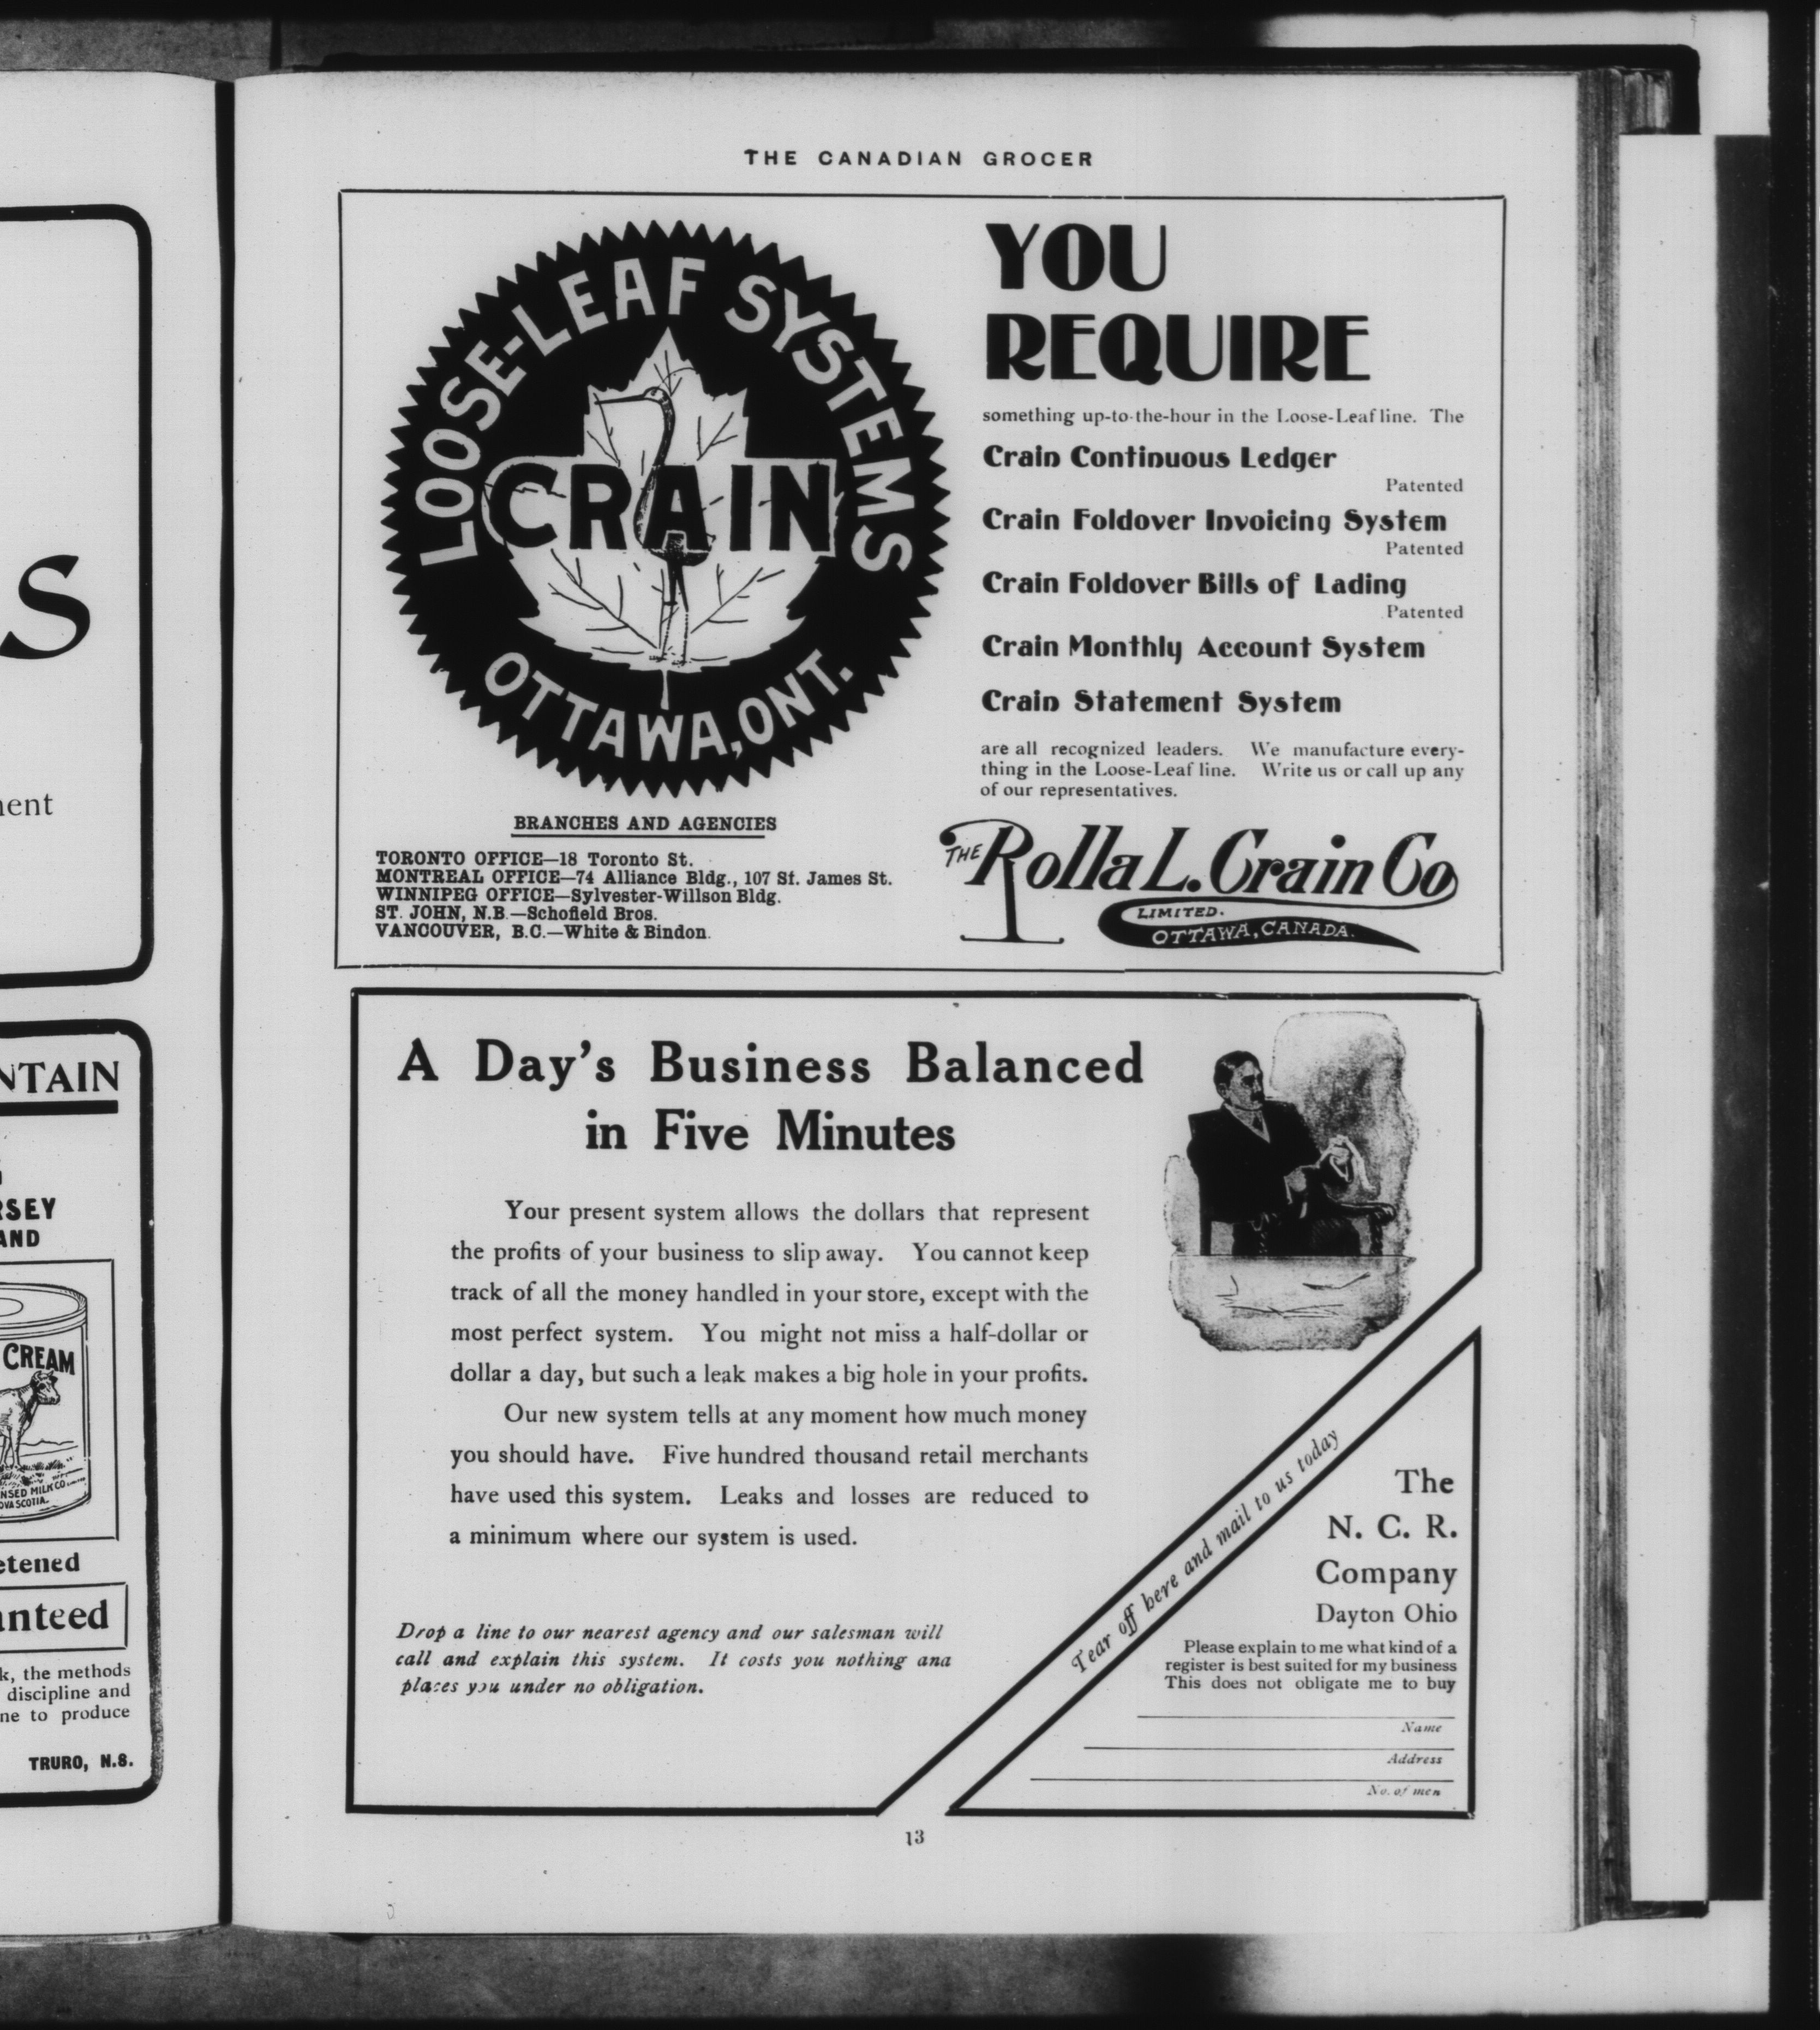 S
nent
NTAIN
RSEY
AND
CREAM
NSED MILK CO.
OVA SCOTIA.
etened
anteed
k, the methods
discipline and
ne to produce
TRURO, N.S.
THE CANADIAN GROCER
LOOSE-LEAF SYSTEMS
CRAIN
OTTAWA, ONT.
BRANCHES AND AGENCIES
TORONTO OFFICE—18 Toronto St.
MONTREAL OFFICE—74 Alliance Bldg., 107 St. James St.
WINNIPEG OFFICE—Sylvester-Willson Bldg.
ST. JOHN, N.B.—Schofield Bros.
VANCOUVER, B.C.—White & Bindon.
YOU
REQUIRE
something up-to-the-hour in the Loose-Leaf line. The
Crain Continuous Ledger
Patented
Crain Foldover Invoicing System
Patented
Crain Foldover Bills of Lading
Patented
Crain Monthly Account System
Crain Statement System
are all recognized leaders. We manufacture every-
thing in the Loose-Leaf line. Write us or call up any
of our representatives.
THE Rolla L. Crain Co
LIMITED.
OTTAWA, CANADA.
A Day's Business Balanced
in Five Minutes
Your present system allows the dollars that represent
the profits of your business to slip away. You cannot keep
track of all the money handled in your store, except with the
most perfect system. You might not miss a half-dollar or
dollar a day, but such a leak makes a big hole in your profits.
Our new system tells at any moment how much money
you should have. Five hundred thousand retail merchants
have used this system. Leaks and losses are reduced to
a minimum where our system is used.
Drop a line to our nearest agency and our salesman will
call and explain this system. It costs you nothing and
places you under no obligation.
Tear off here and mail to us today
The
N. C. R.
Company
Dayton Ohio
Please explain to me what kind of a
register is best suited for my business
This does not obligate me to buy
Name
Address
No. of men
13